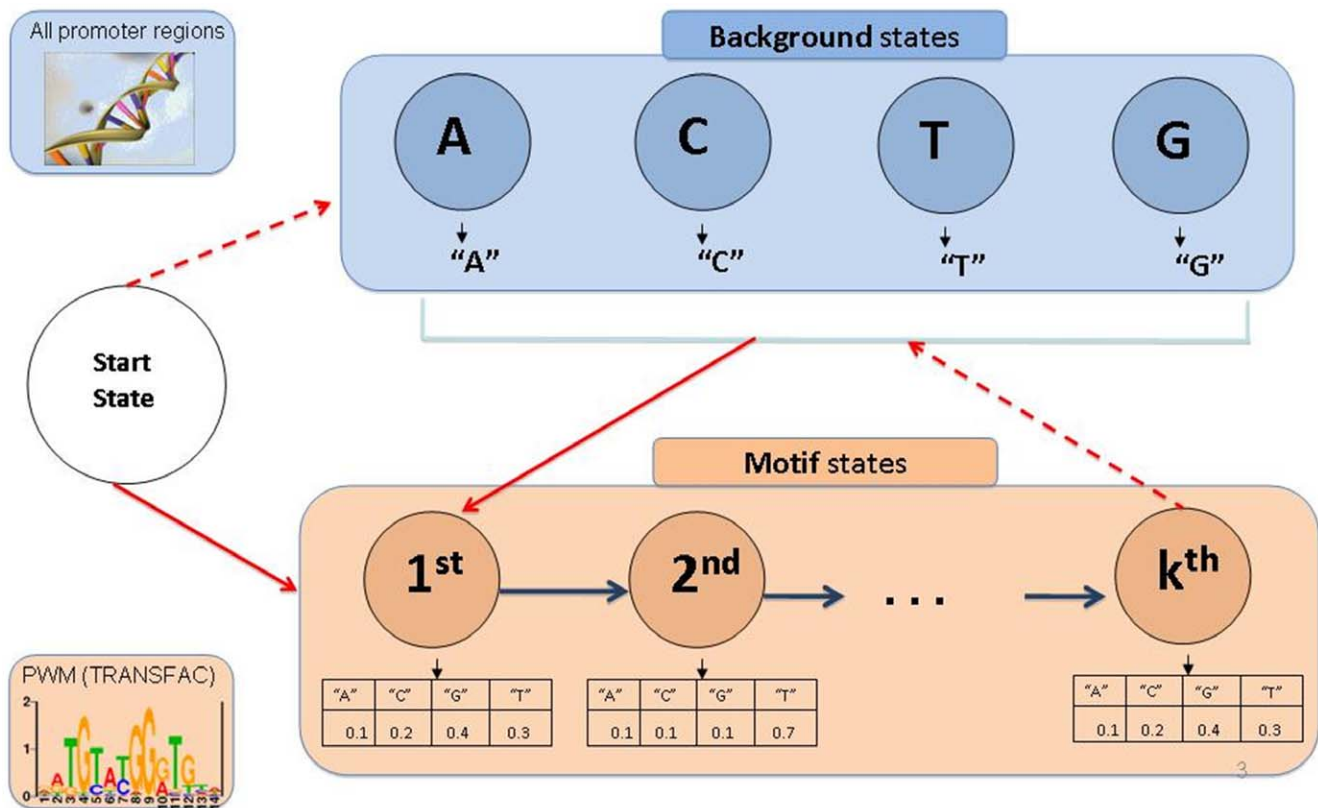 All promoter regions
Background states
A C T G
“A” “C” “T” “G”
Start
State
Motif states
1st 2nd . . . kth
“A” “C” “G” “T”
0.1 0.2 0.4 0.3
“A” “C” “G” “T”
0.1 0.1 0.1 0.7
“A” “C” “G” “T”
0.1 0.2 0.4 0.3
3
PWM (TRANSFAC)
2
1
0